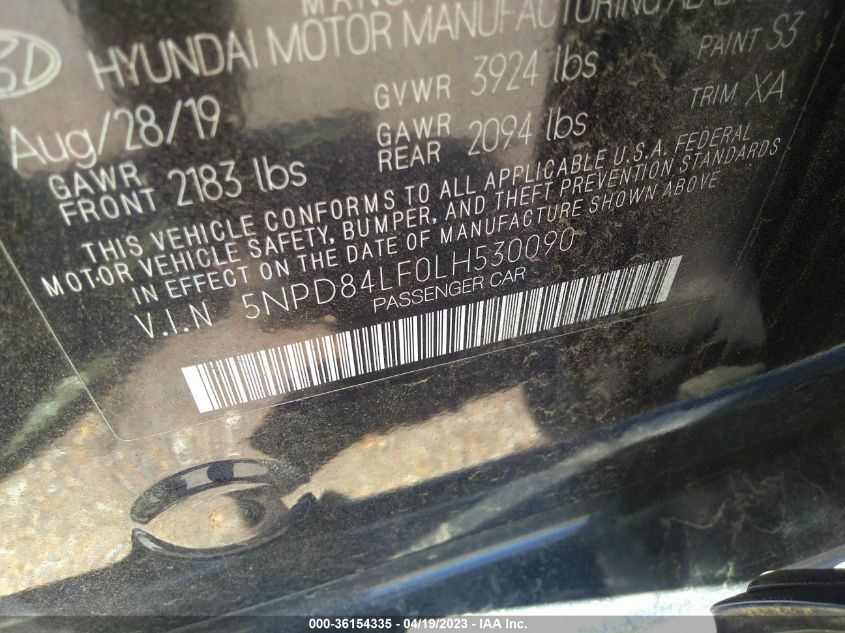 HYUNDAI MOTOR MANUFACTURING
Aug/28/19
GVWR 3924 lbs
PAINT S3
GAWR FRONT 2183 lbs
GAWR REAR 2094 lbs
TRIM XA
THIS VEHICLE CONFORMS TO ALL APPLICABLE U.S.A. FEDERAL
MOTOR VEHICLE SAFETY, BUMPER, AND THEFT PREVENTION STANDARDS
IN EFFECT ON THE DATE OF MANUFACTURE SHOWN ABOVE
V.I.N 5NPD84LF0LH530090
PASSENGER CAR
000-36154335 - 04/19/2023 - IAA Inc.